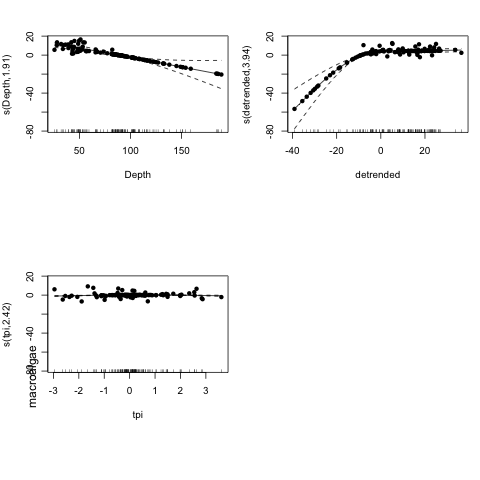 s(Depth,1.91)
20
0
-40
-80
50 100 150
Depth
s(detrended,3.94)
20
0
-40
-80
-40 -20 0 20
detrended
s(tpi,2.42)
20
0
-40
-80
macroalgae
-3 -2 -1 0 1 2 3
tpi